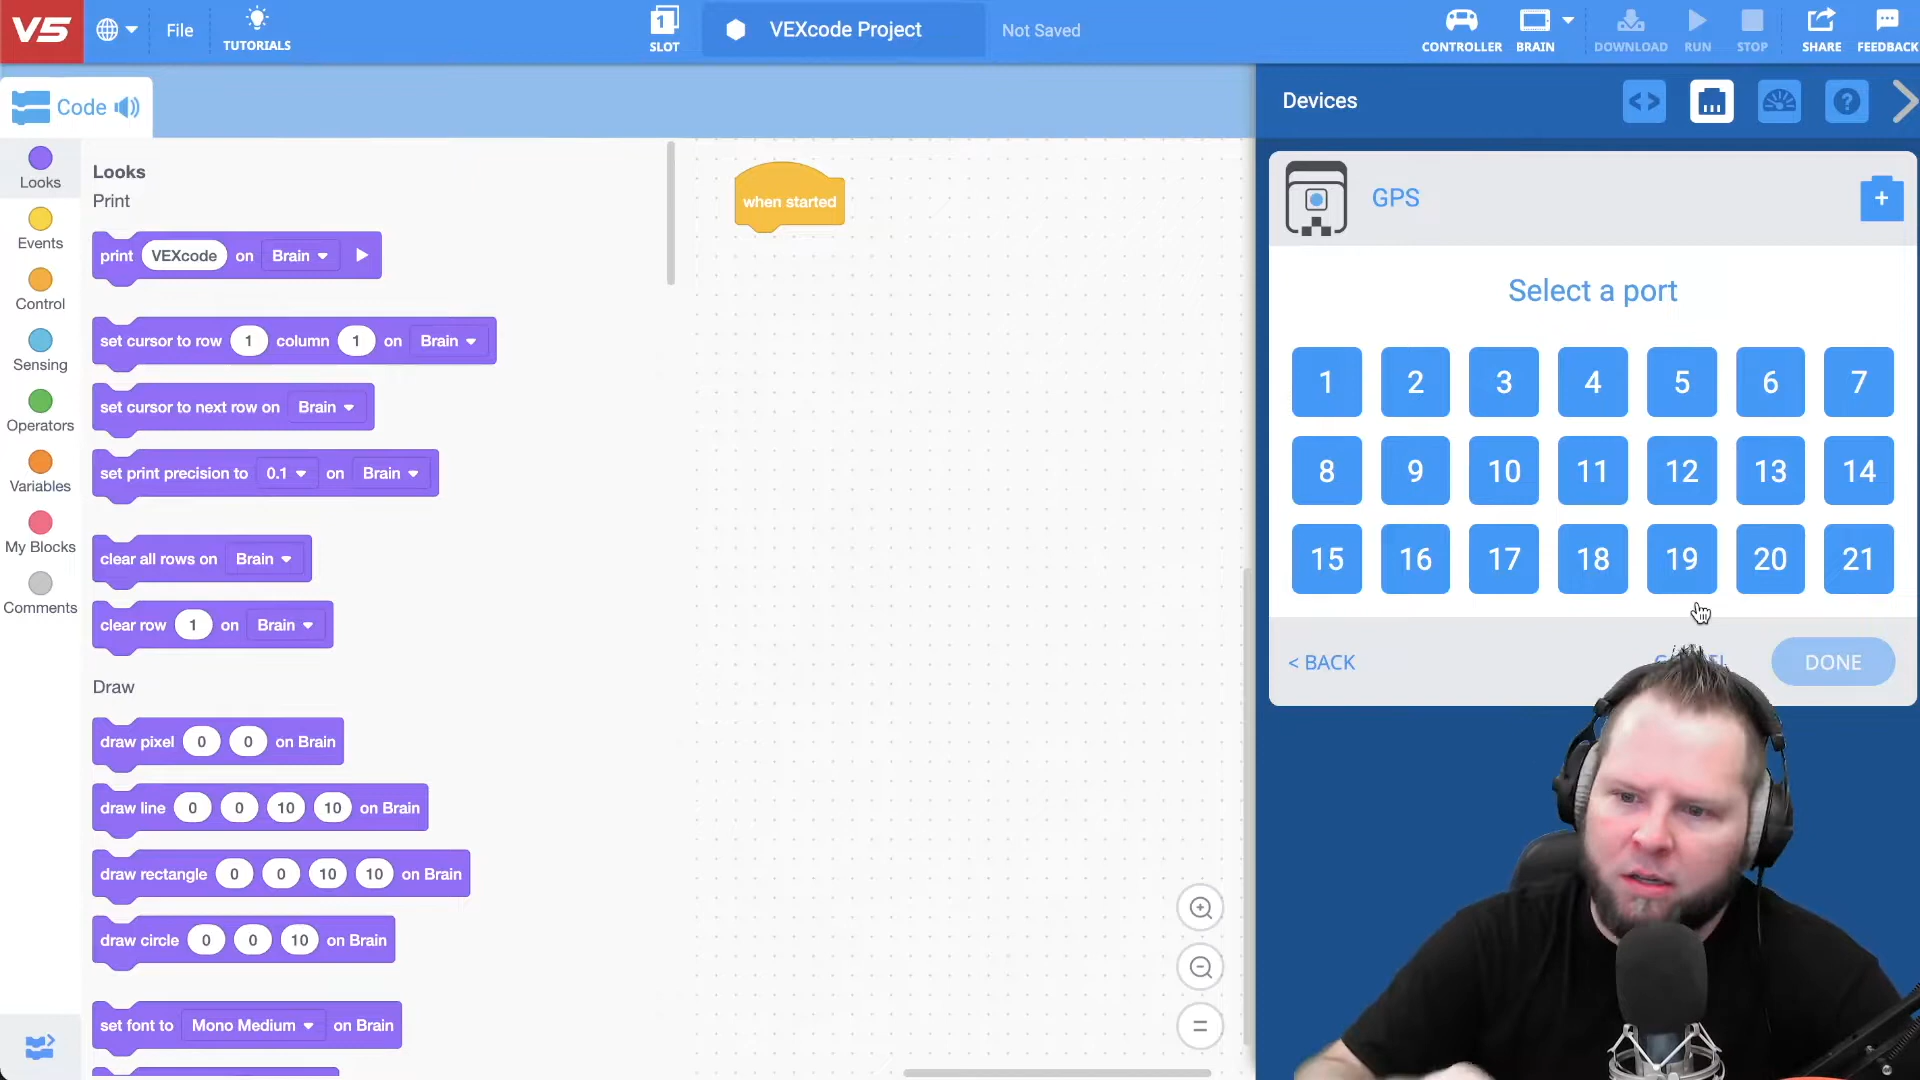 V5
File
TUTORIALS
1
SLOT
VEXcode Project
Not Saved
CONTROLLER
BRAIN
DOWNLOAD
RUN
STOP
SHARE
FEEDBACK
Code
Devices
Looks
Events
Control
Sensing
Operators
Variables
My Blocks
Comments
Looks
Print
print VEXcode on Brain
set cursor to row 1 column 1 on Brain
set cursor to next row on Brain
set print precision to 0.1 on Brain
clear all rows on Brain
clear row 1 on Brain
Draw
draw pixel 0 0 on Brain
draw line 0 0 10 10 on Brain
draw rectangle 0 0 10 10 on Brain
draw circle 0 0 10 on Brain
set font to Mono Medium on Brain
when started
GPS
Select a port
1 2 3 4 5 6 7
8 9 10 11 12 13 14
15 16 17 18 19 20 21
< BACK
DONE